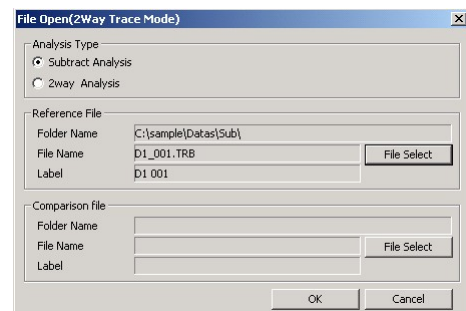 File Open(2Way Trace Mode)
Analysis Type
Subtract Analysis
2way Analysis
Reference File
Folder Name C:\sample\Datas\Sub\
File Name D1_001.TRB File Select
Label D1 001
Comparison file
Folder Name
File Name File Select
Label
OK Cancel